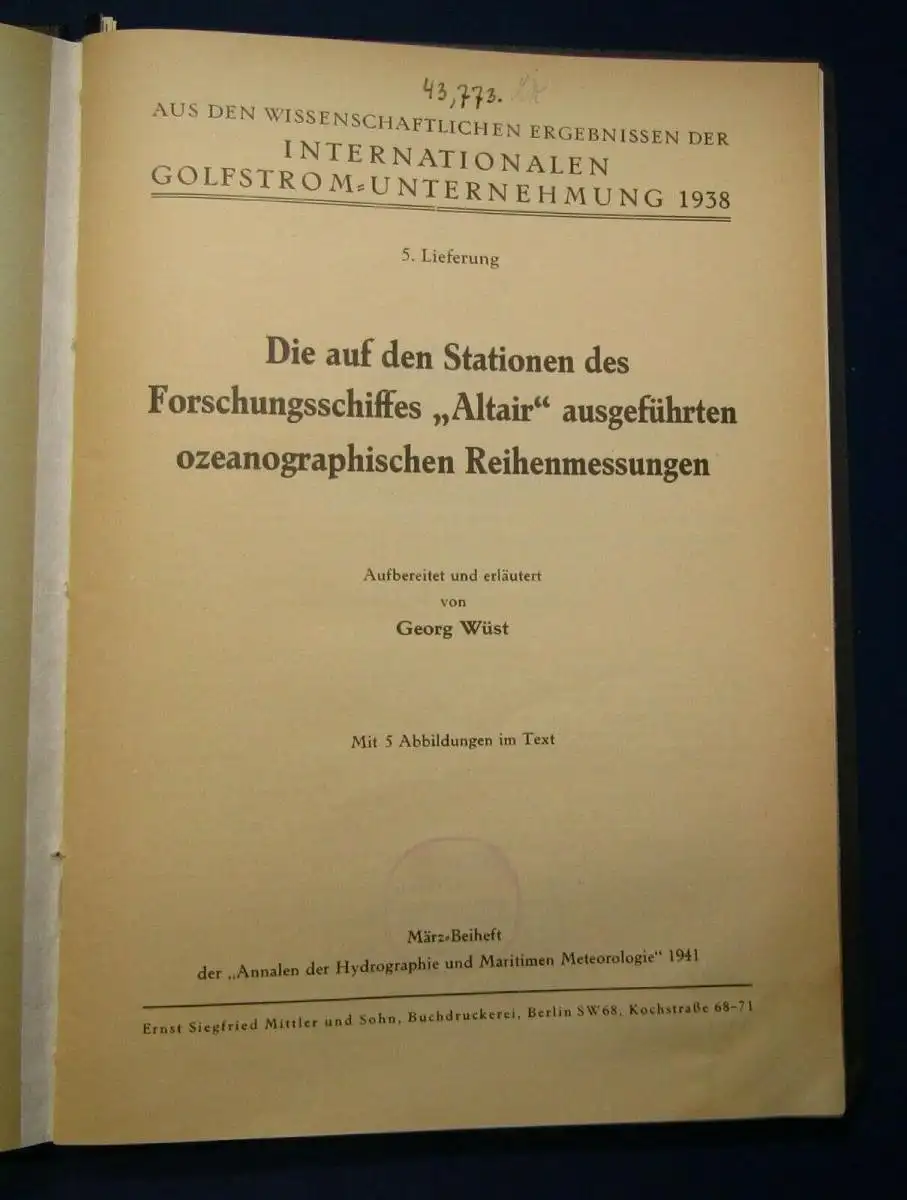 43,773.
AUS DEN WISSENSCHAFTLICHEN ERGEBNISSEN DER
INTERNATIONALEN
GOLFSTROM=UNTERNEHMUNG 1938
5. Lieferung
Die auf den Stationen des
Forschungsschiffes „Altair“ ausgeführten
ozeanographischen Reihenmessungen
Aufbereitet und erläutert
von
Georg Wüst
Mit 5 Abbildungen im Text
März=Beiheft
der „Annalen der Hydrographie und Maritimen Meteorologie“ 1941
Ernst Siegfried Mittler und Sohn, Buchdruckerei, Berlin SW68, Kochstraße 68–71